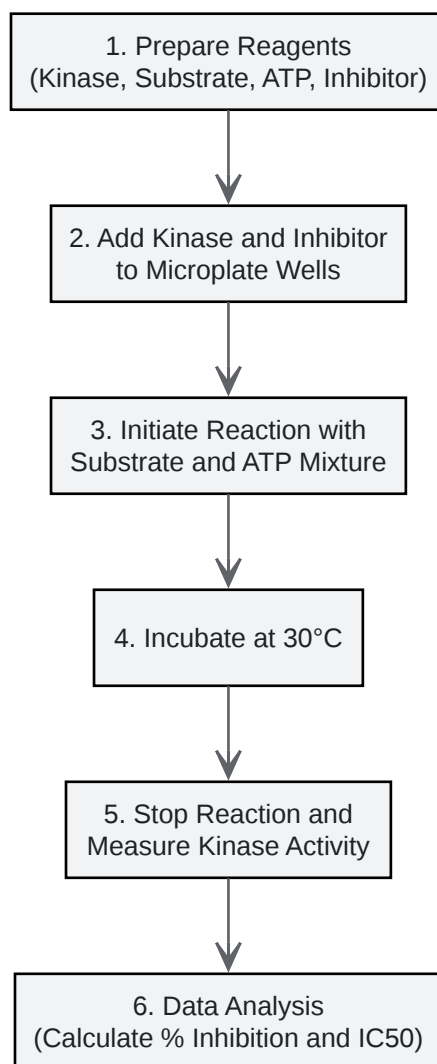 1. Prepare Reagents
(Kinase, Substrate, ATP, Inhibitor)
2. Add Kinase and Inhibitor
to Microplate Wells
3. Initiate Reaction with
Substrate and ATP Mixture
4. Incubate at 30°C
5. Stop Reaction and
Measure Kinase Activity
6. Data Analysis
(Calculate % Inhibition and IC50)